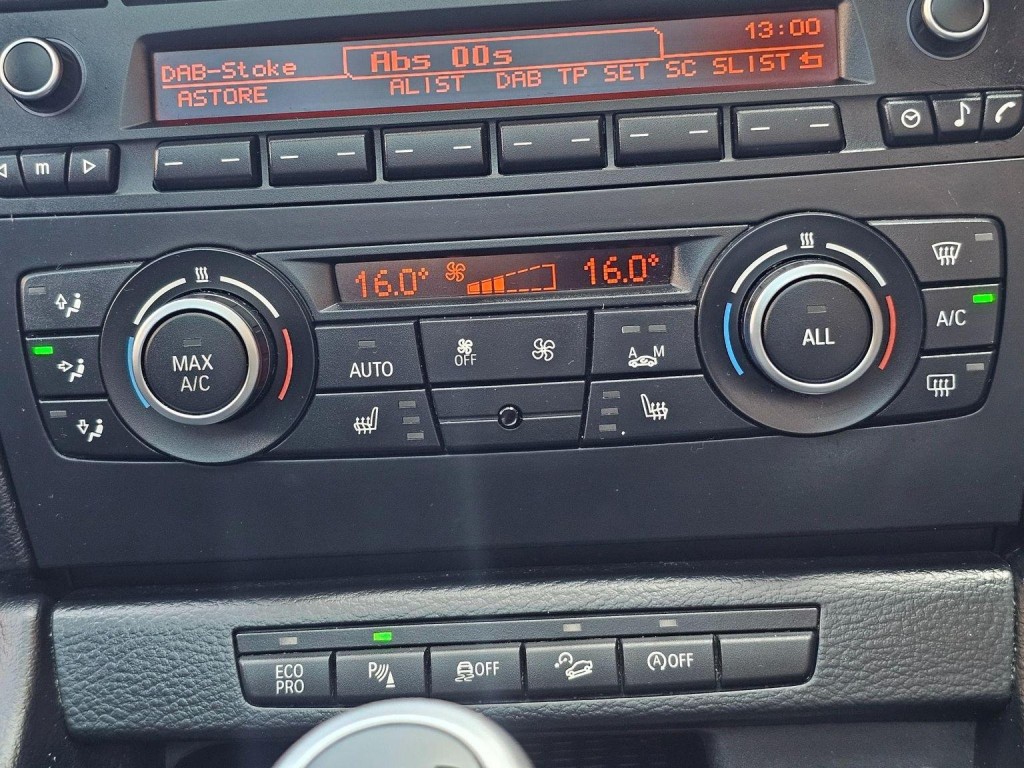 13:00
Abs 00s
DAB-Stoke
ASTORE ALIST DAB TP SET SC SLIST
m
16.0° 16.0°
MAX
A/C
AUTO
OFF
A M
ALL
A/C
ECO
PRO
P
OFF
A OFF